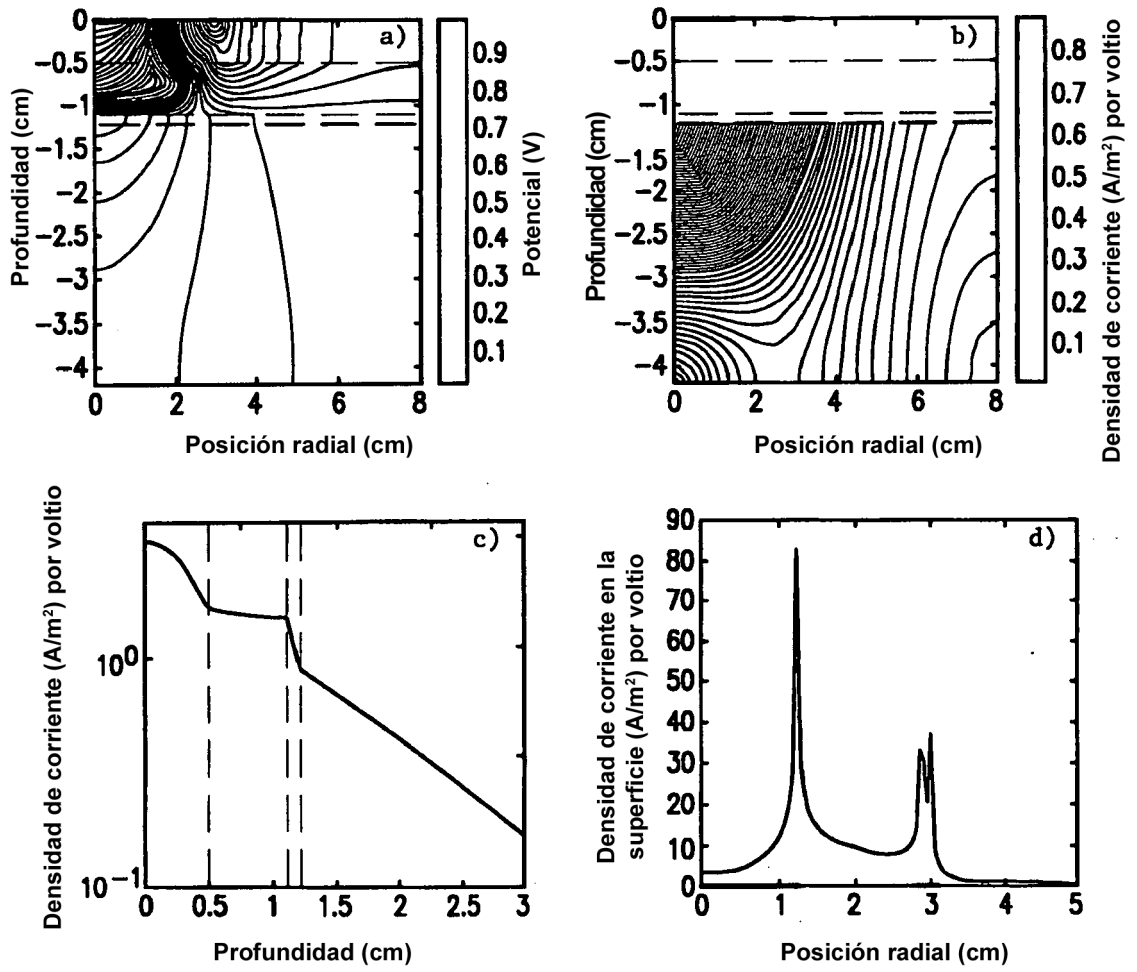 a)
0
-0.5
-1
-1.5
-2
-2.5
-3
-3.5
-4
Profundidad (cm)
0 2 4 6 8
Posición radial (cm)
0.9
0.8
0.7
0.6
0.5
0.4
0.3
0.2
0.1
Potencial (V)
b)
0
-0.5
-1
-1.5
-2
-2.5
-3
-3.5
-4
Profundidad (cm)
0 2 4 6 8
Posición radial (cm)
0.8
0.7
0.6
0.5
0.4
0.3
0.2
0.1
Densidad de corriente (A/m²) por voltio
c)
10⁰
10⁻¹
Densidad de corriente (A/m²) por voltio
0 0.5 1 1.5 2 2.5 3
Profundidad (cm)
d)
90
80
70
60
50
40
30
20
10
0
Densidad de corriente en la
superficie (A/m²) por voltio
0 1 2 3 4 5
Posición radial (cm)